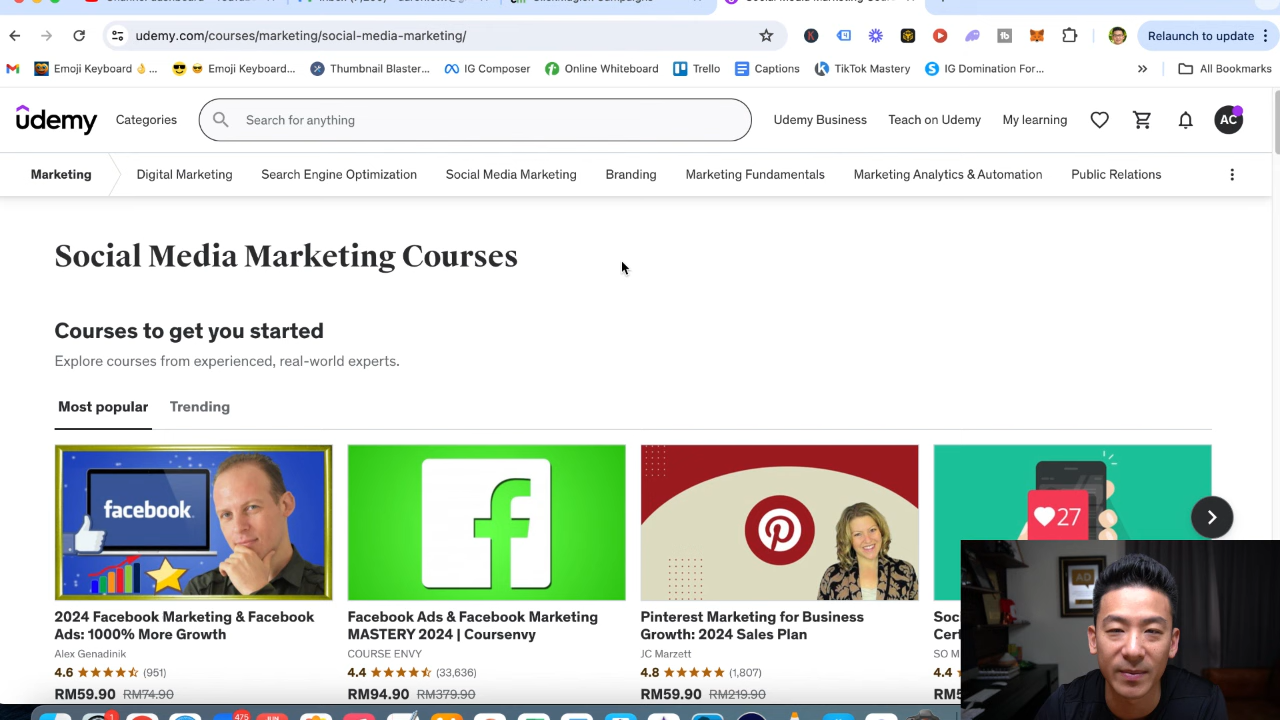 udemy.com/courses/marketing/social-media-marketing/
Relaunch to update
Emoji Keyboard
Emoji Keyboard...
Thumbnail Blaster...
IG Composer
Online Whiteboard
Trello
Captions
TikTok Mastery
IG Domination For...
All Bookmarks
ûdemy
Categories
Search for anything
Udemy Business
Teach on Udemy
My learning
AC
Marketing
Digital Marketing
Search Engine Optimization
Social Media Marketing
Branding
Marketing Fundamentals
Marketing Analytics & Automation
Public Relations
Social Media Marketing Courses
Courses to get you started
Explore courses from experienced, real-world experts.
Most popular
Trending
facebook
27
2024 Facebook Marketing & Facebook
Ads: 1000% More Growth
Alex Genadinik
4.6 (951)
RM59.90 RM74.90
Facebook Ads & Facebook Marketing
MASTERY 2024 | Coursenvy
COURSE ENVY
4.4 (33,636)
RM94.90 RM379.90
Pinterest Marketing for Business
Growth: 2024 Sales Plan
JC Marzett
4.8 (1,807)
RM59.90 RM219.90
4.4
475